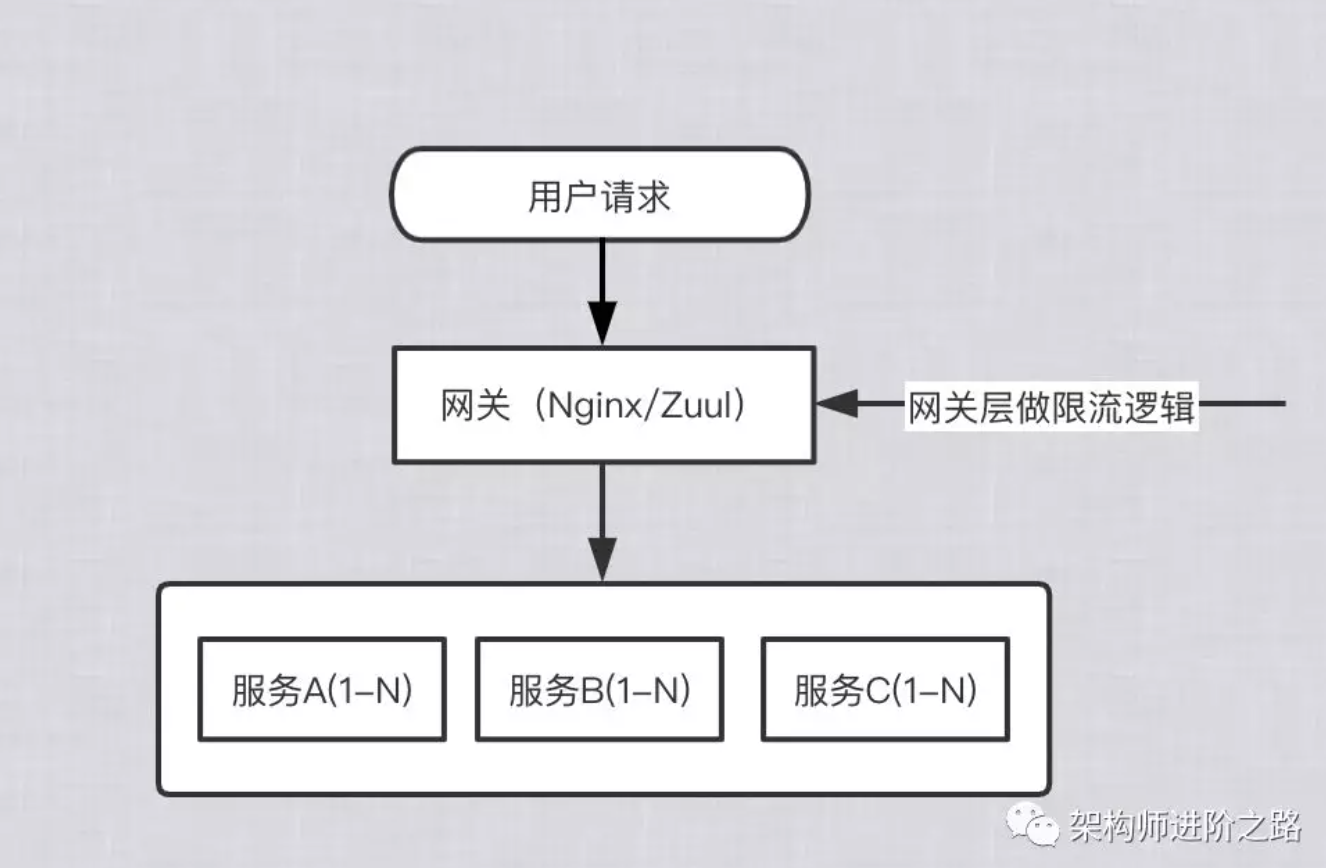 用户请求
网关（Nginx/Zuul）
网关层做限流逻辑
服务A(1-N)
服务B(1-N)
服务C(1-N)
架构师进阶之路